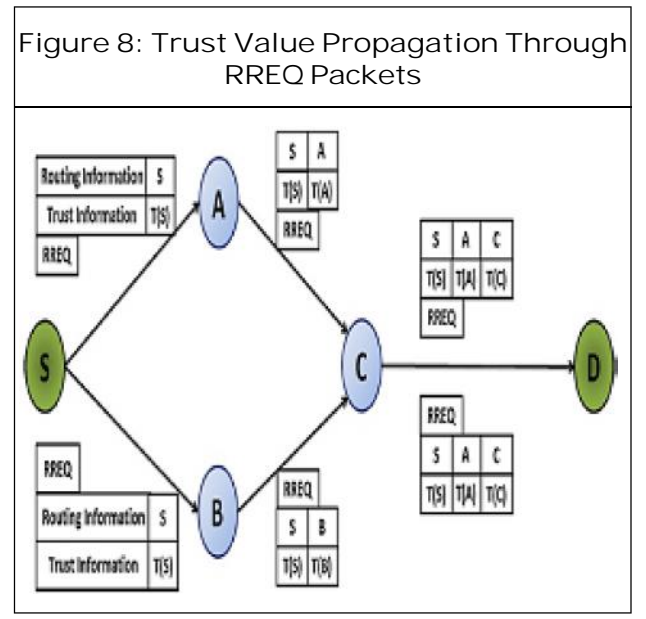 Figure 8: Trust Value Propagation Through
RREQ Packets
Routing Information S
Trust Information T(S)
RREQ
A
S A
T(S) T(A)
RREQ
S A C
T(S) T(A) T(C)
RREQ
S
C
D
RREQ
Routing Information S
Trust Information T(S)
B
RREQ
S B
T(S) T(B)
RREQ
S A C
T(S) T(A) T(C)